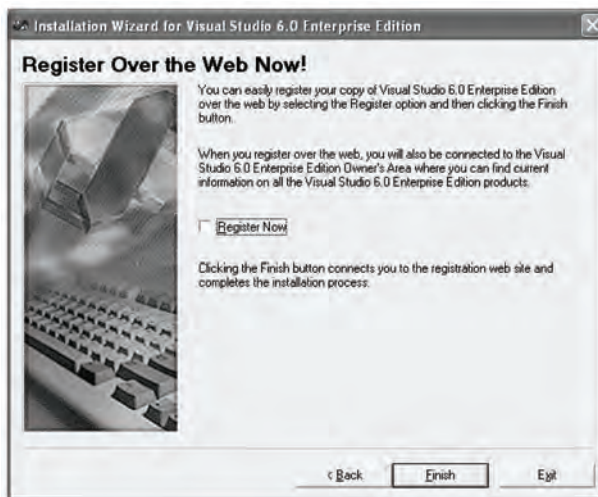 Installation Wizard for Visual Studio 6.0 Enterprise Edition
Register Over the Web Now!
You can easily register your copy of Visual Studio 6.0 Enterprise Edition
over the web by selecting the Register option and then clicking the Finish
button.
When you register over the web, you will also be connected to the Visual
Studio 6.0 Enterprise Edition Owner's Area where you can find current
information on all the Visual Studio 6.0 Enterprise Edition products.
Register Now
Clicking the Finish button connects you to the registration web site and
completes the installation process.
< Back Finish Exit